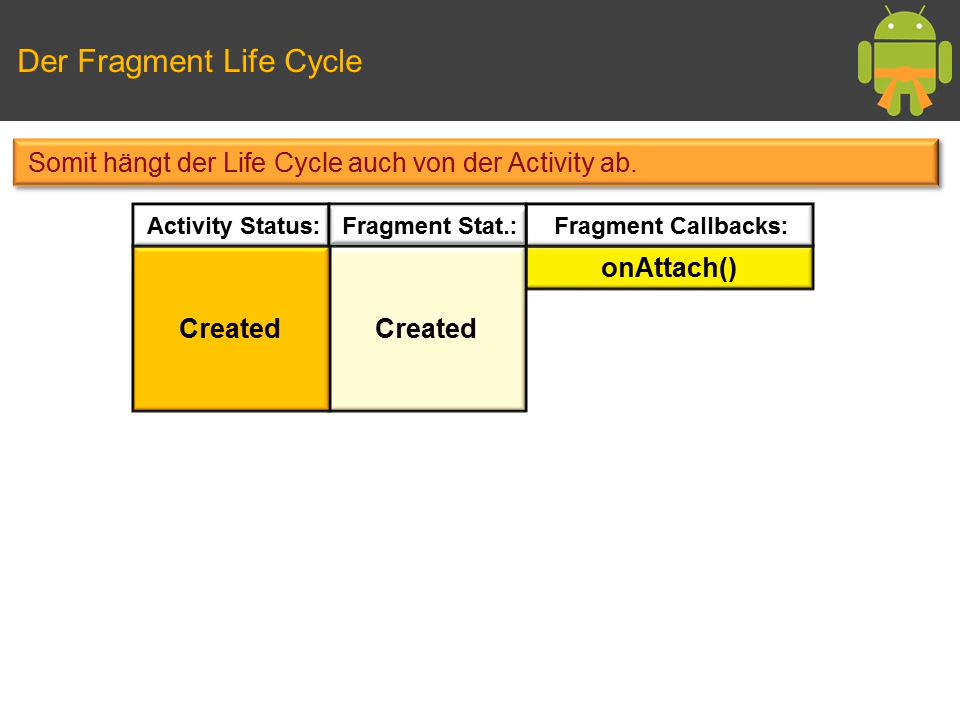 Der Fragment Life Cycle
Somit hängt der Life Cycle auch von der Activity ab.
Activity Status: Fragment Stat.: Fragment Callbacks:
onAttach()
Created Created